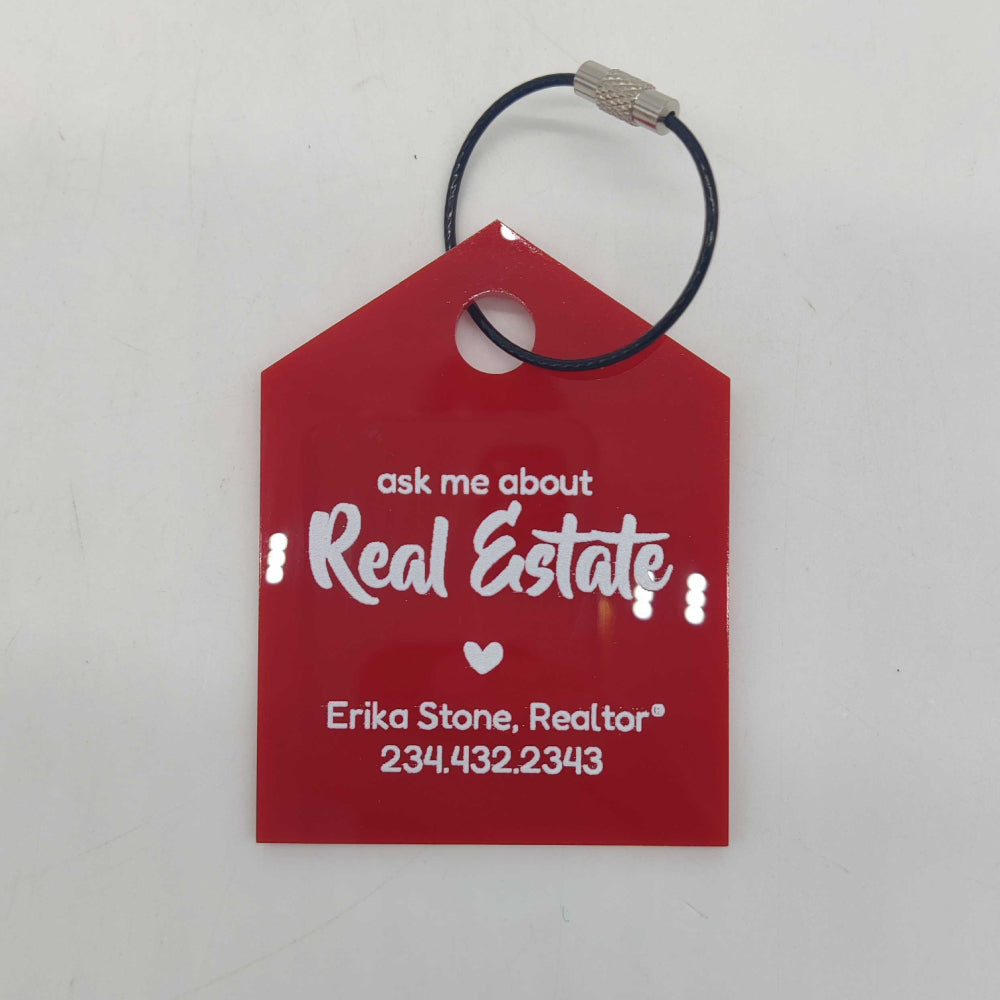 ask me about
Real Estate
Erika Stone, Realtor®
234.432.2343